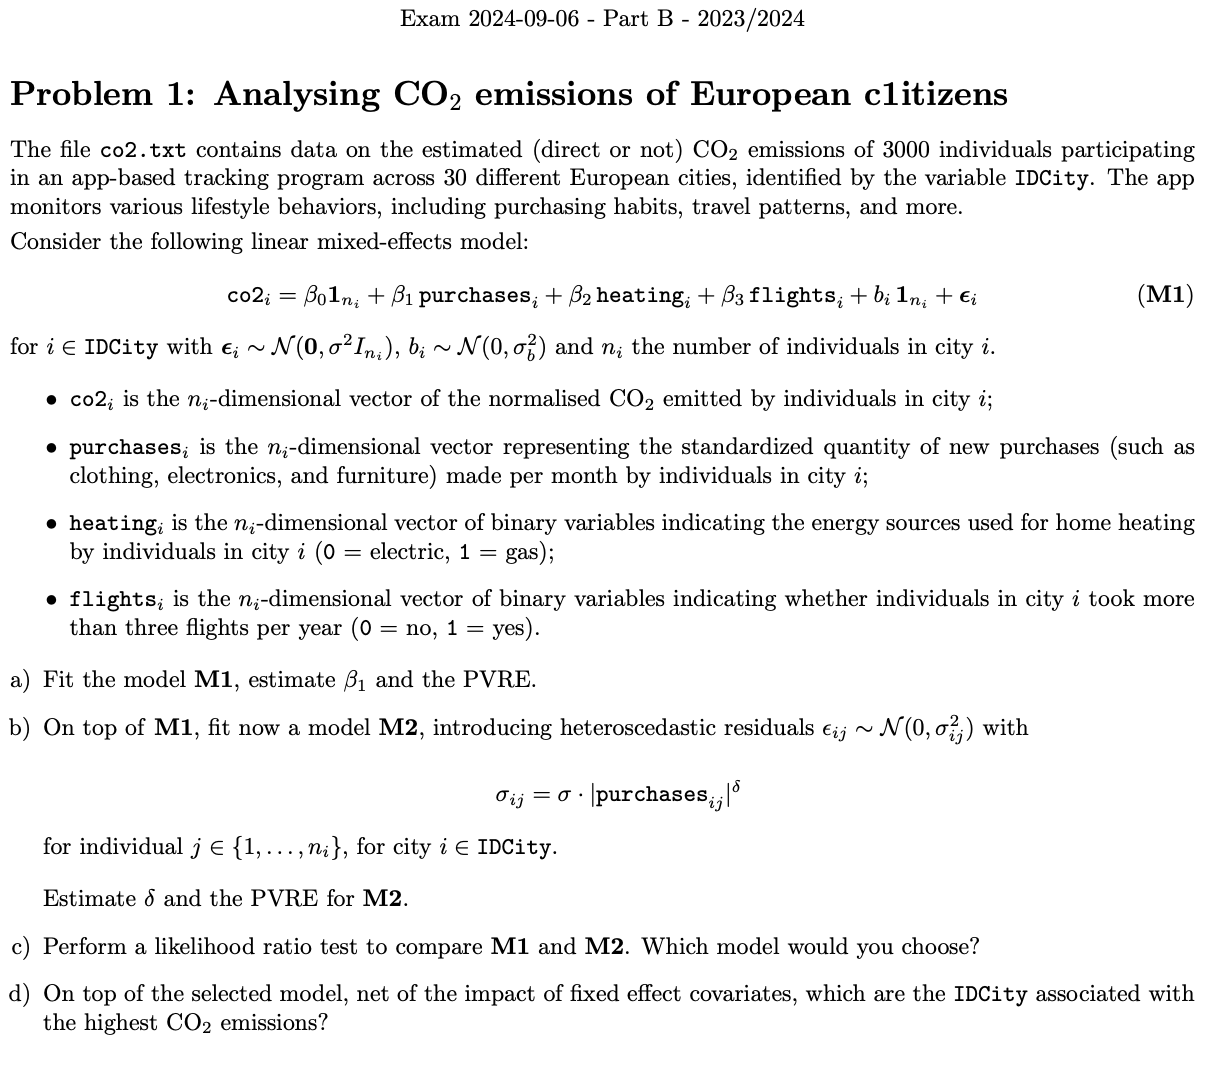 Exam 2024-09-06 - Part B - 2023/2024
Problem 1: Analysing CO₂ emissions of European c1itizens
The file co2.txt contains data on the estimated (direct or not) CO₂ emissions of 3000 individuals participating
in an app-based tracking program across 30 different European cities, identified by the variable IDCity. The app
monitors various lifestyle behaviors, including purchasing habits, travel patterns, and more.
Consider the following linear mixed-effects model:
co2ᵢ = β₀1ₙᵢ + β₁ purchasesᵢ + β₂ heatingᵢ + β₃ flightsᵢ + bᵢ 1ₙᵢ + ϵᵢ (M1)
for i ∈ IDCity with ϵᵢ ∼ N(0, σ²Iₙᵢ), bᵢ ∼ N(0, σ_b²) and nᵢ the number of individuals in city i.
• co2ᵢ is the nᵢ-dimensional vector of the normalised CO₂ emitted by individuals in city i;
• purchasesᵢ is the nᵢ-dimensional vector representing the standardized quantity of new purchases (such as
clothing, electronics, and furniture) made per month by individuals in city i;
• heatingᵢ is the nᵢ-dimensional vector of binary variables indicating the energy sources used for home heating
by individuals in city i (0 = electric, 1 = gas);
• flightsᵢ is the nᵢ-dimensional vector of binary variables indicating whether individuals in city i took more
than three flights per year (0 = no, 1 = yes).
a) Fit the model M1, estimate β₁ and the PVRE.
b) On top of M1, fit now a model M2, introducing heteroscedastic residuals ϵᵢⱼ ∼ N(0, σᵢⱼ²) with
σᵢⱼ = σ · |purchasesᵢⱼ|^δ
for individual j ∈ {1, . . . , nᵢ}, for city i ∈ IDCity.
Estimate δ and the PVRE for M2.
c) Perform a likelihood ratio test to compare M1 and M2. Which model would you choose?
d) On top of the selected model, net of the impact of fixed effect covariates, which are the IDCity associated with
the highest CO₂ emissions?